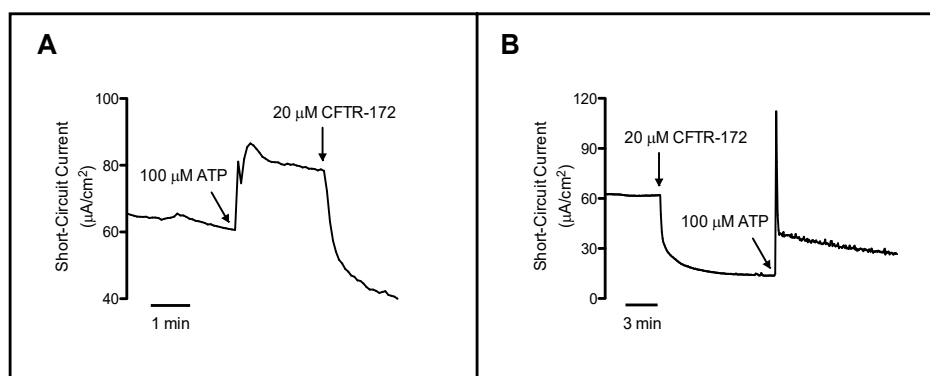 A
Short-Circuit Current
(μA/cm²)
100
80
60
40
100 μM ATP
20 μM CFTR-172
1 min
B
Short-Circuit Current
(μA/cm²)
120
90
60
30
0
20 μM CFTR-172
100 μM ATP
3 min